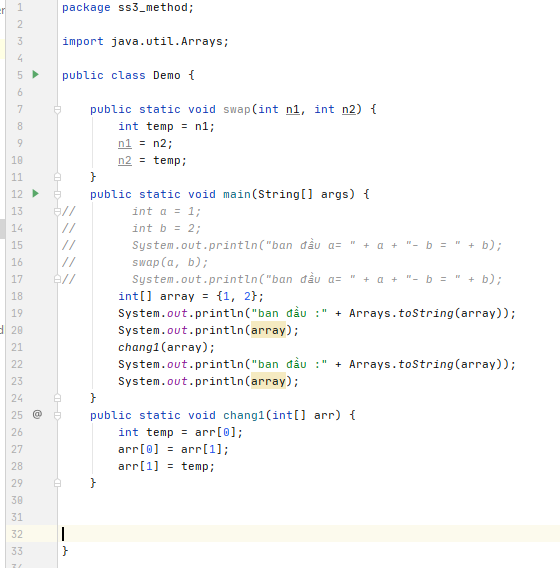 1 package ss3_method;
2
3 import java.util.Arrays;
4
5 public class Demo {
6
7 public static void swap(int n1, int n2) {
8 int temp = n1;
9 n1 = n2;
10 n2 = temp;
11 }
12 public static void main(String[] args) {
13 // int a = 1;
14 // int b = 2;
15 // System.out.println("ban đầu a= " + a + "– b = " + b);
16 // swap(a, b);
17 // System.out.println("ban đầu a= " + a + "– b = " + b);
18 int[] array = {1, 2};
19 System.out.println("ban đầu :" + Arrays.toString(array));
20 System.out.println(array);
21 chang1(array);
22 System.out.println("ban đầu :" + Arrays.toString(array));
23 System.out.println(array);
24 }
25 @ public static void chang1(int[] arr) {
26 int temp = arr[0];
27 arr[0] = arr[1];
28 arr[1] = temp;
29 }
30
31
32
33 }